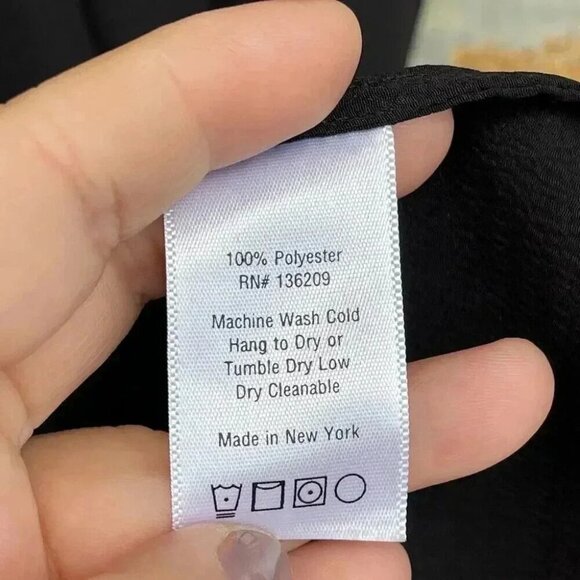 100% Polyester
RN# 136209
Machine Wash Cold
Hang to Dry or
Tumble Dry Low
Dry Cleanable
Made in New York